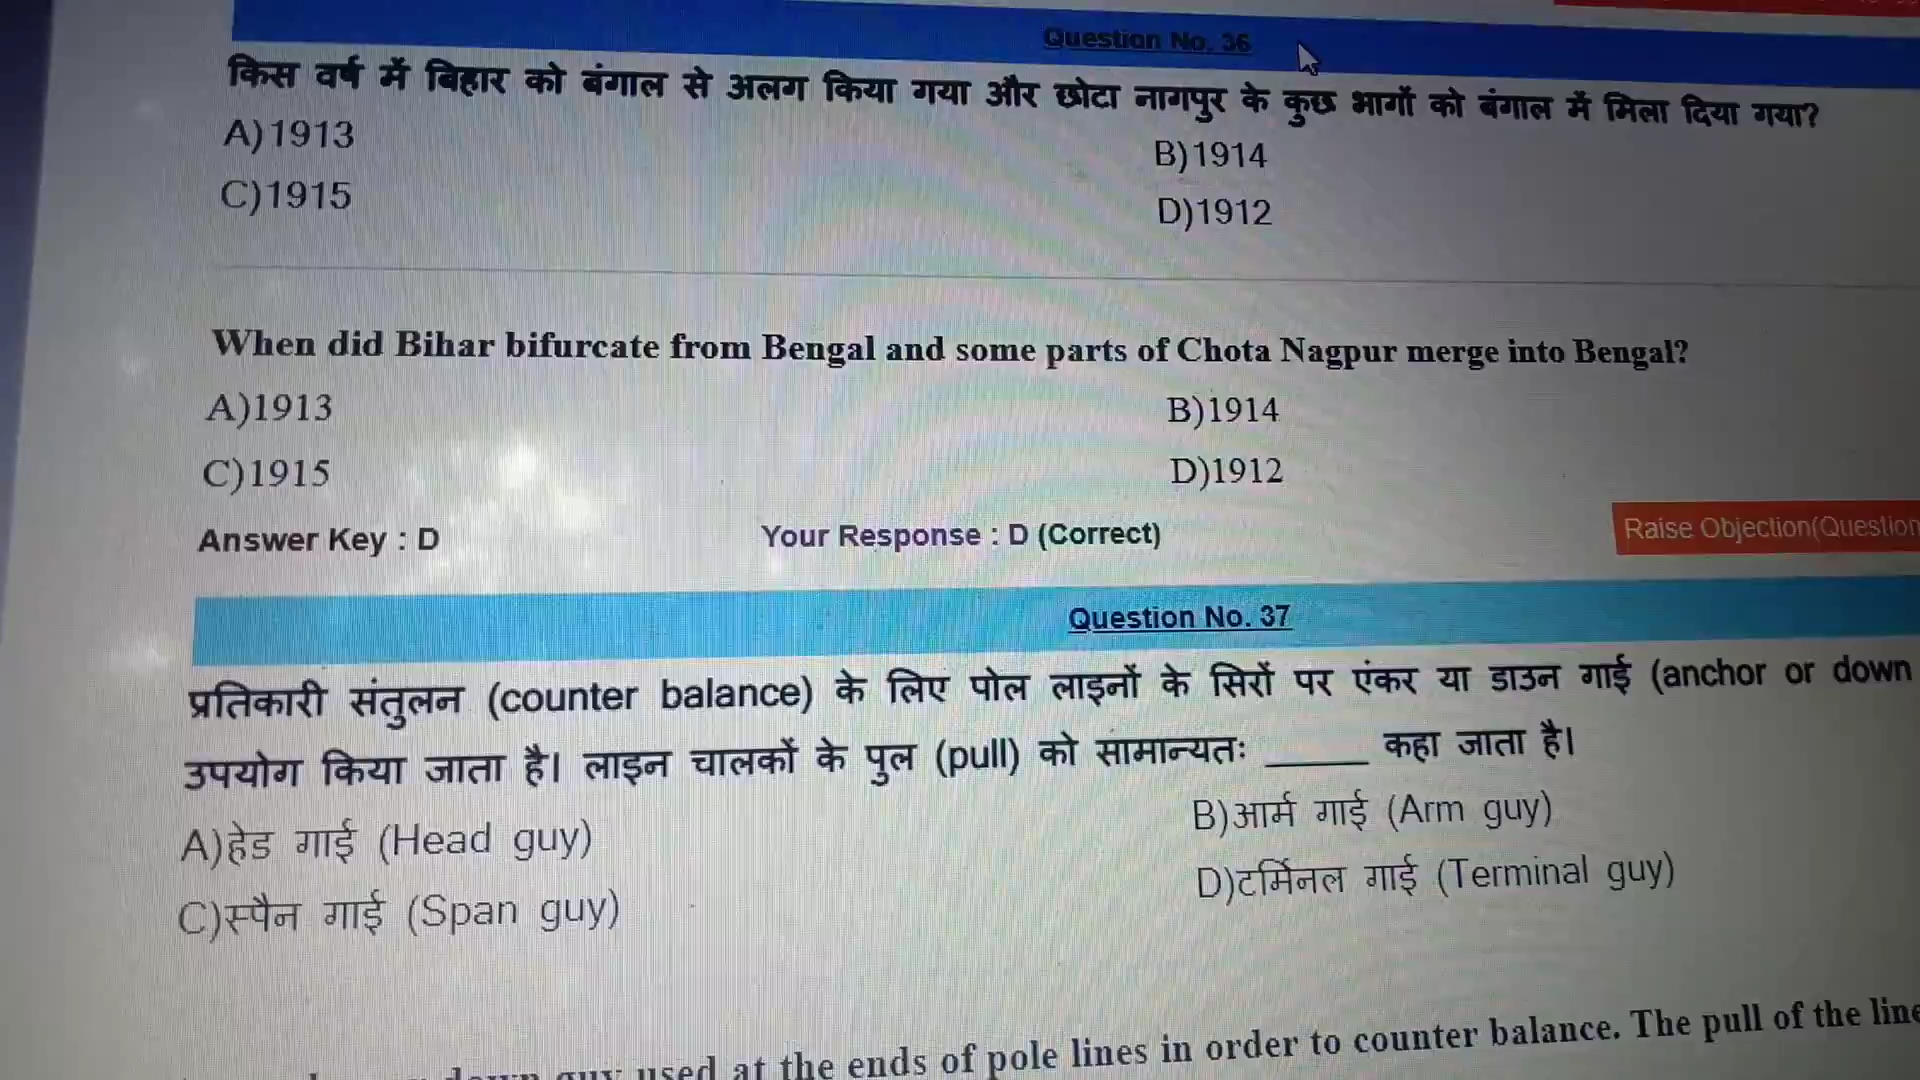 Question No. 36
किस वर्ष में बिहार को बंगाल से अलग किया गया और छोटा नागपुर के कुछ भागों को बंगाल में मिला दिया गया?
A)1913
B)1914
C)1915
D)1912
When did Bihar bifurcate from Bengal and some parts of Chota Nagpur merge into Bengal?
A)1913
B)1914
C)1915
D)1912
Answer Key : D
Your Response : D (Correct)
Raise Objection(Question
Question No. 37
प्रतिकारी संतुलन (counter balance) के लिए पोल लाइनों के सिरों पर एंकर या डाउन गाई (anchor or down
उपयोग किया जाता है। लाइन चालकों के पुल (pull) को सामान्यतः ______ कहा जाता है।
A)हेड गाई (Head guy)
B)आर्म गाई (Arm guy)
C)स्पैन गाई (Span guy)
D)टर्मिनल गाई (Terminal guy)
down guy used at the ends of pole lines in order to counter balance. The pull of the line